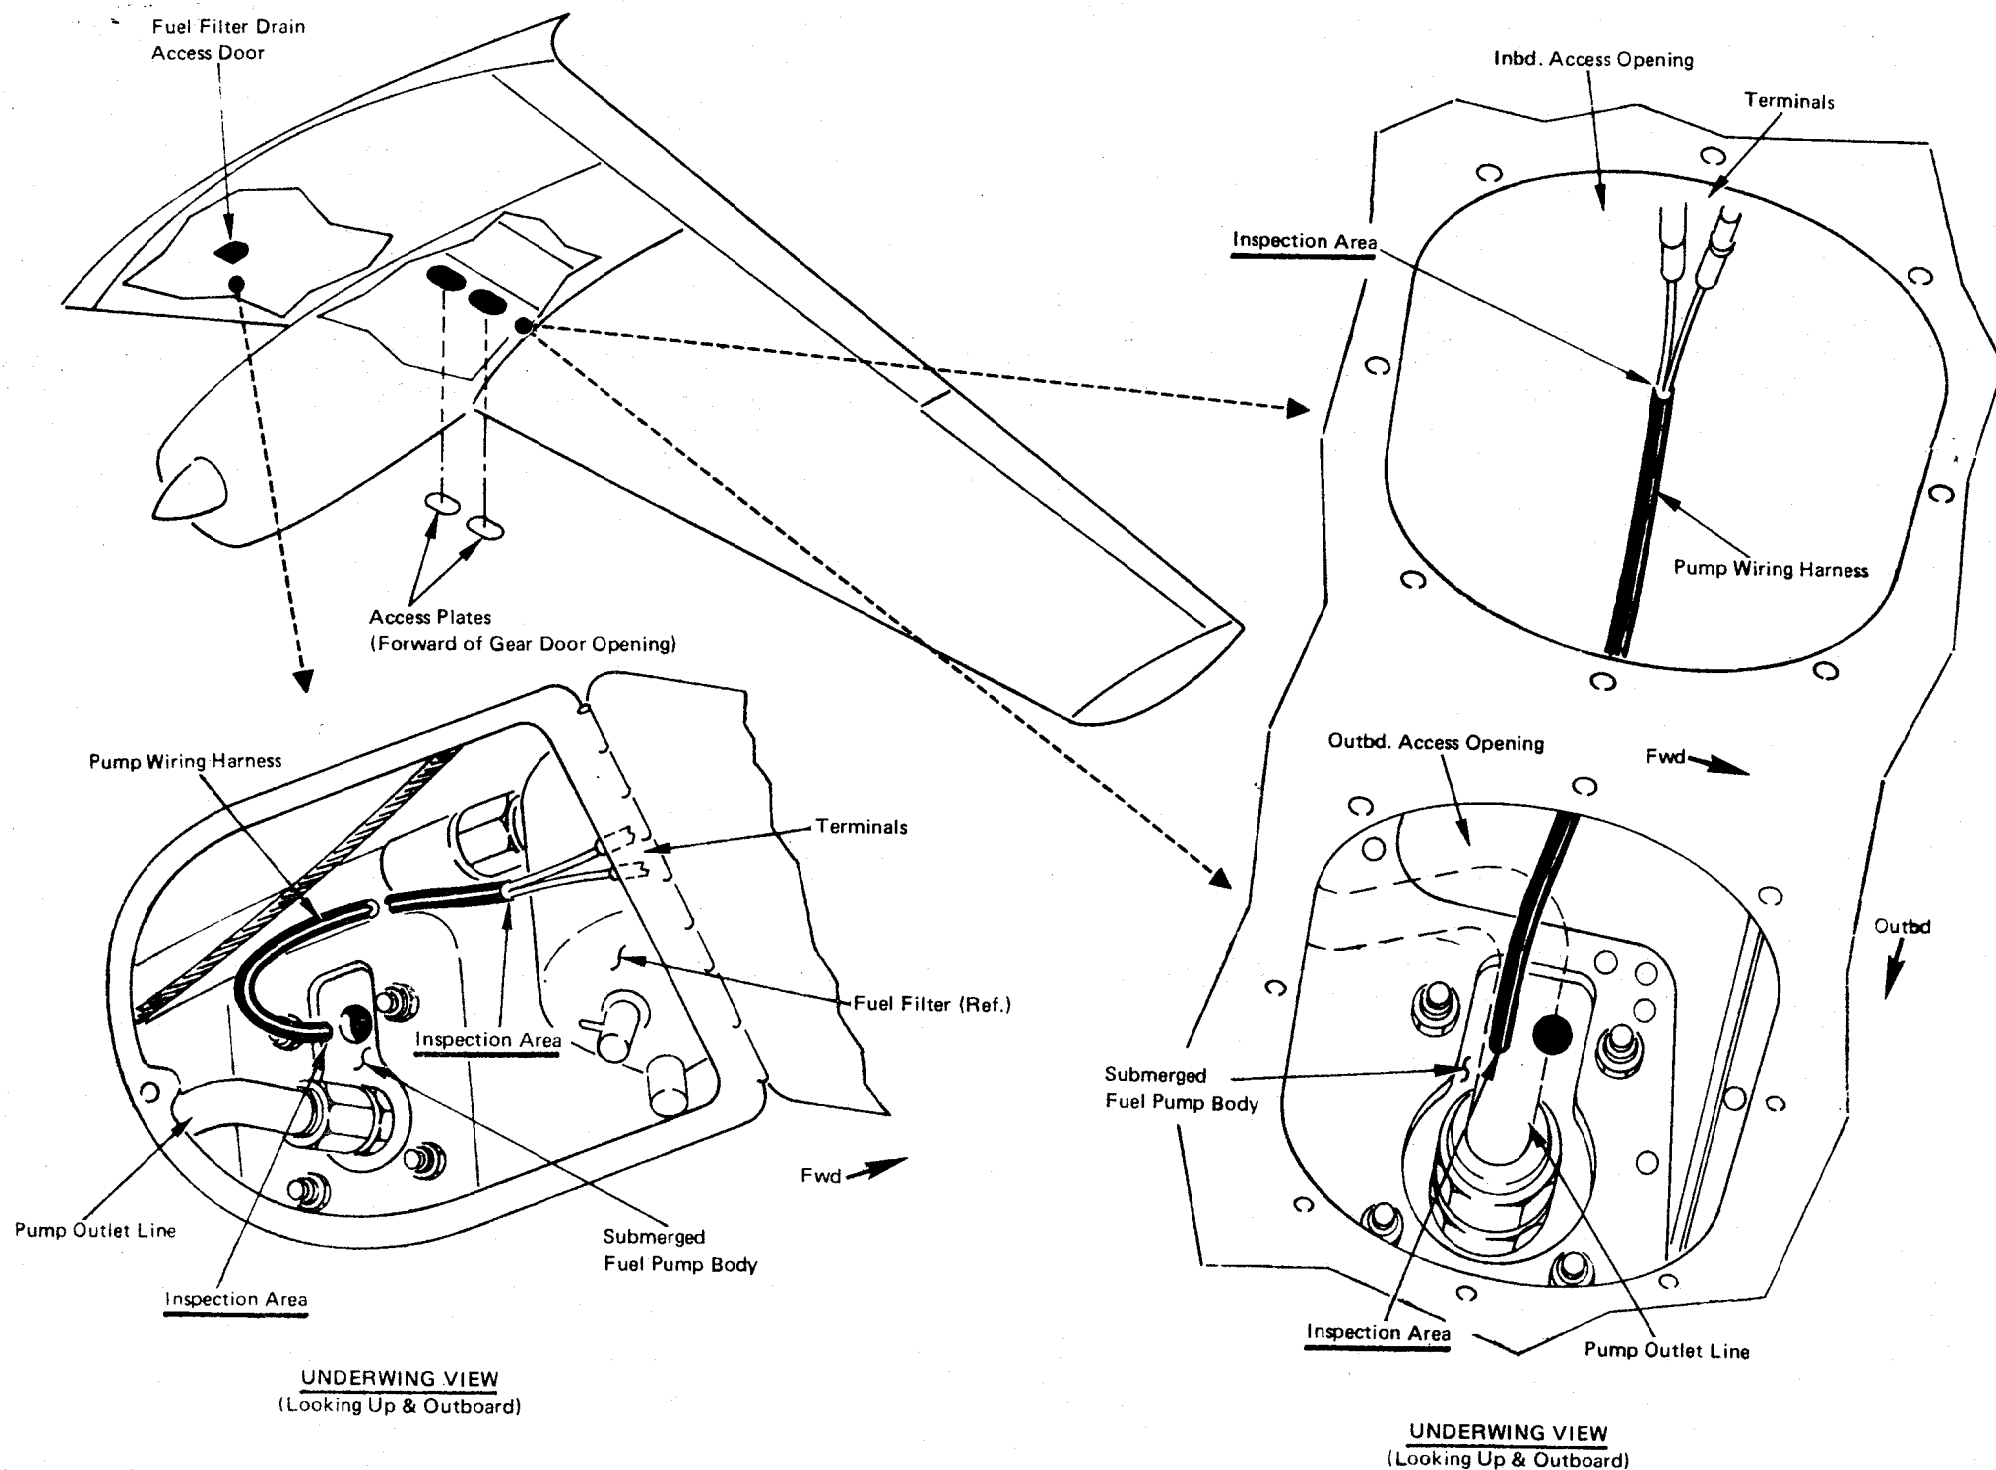 Fuel Filter Drain
Access Door
Access Plates
(Forward of Gear Door Opening)
Inbd. Access Opening
Terminals
Inspection Area
Pump Wiring Harness
Outbd. Access Opening
Fwd
Outbd
Submerged
Fuel Pump Body
Inspection Area
Pump Outlet Line
UNDERWING VIEW
(Looking Up & Outboard)
Pump Wiring Harness
Terminals
Fuel Filter (Ref.)
Inspection Area
Fwd
Pump Outlet Line
Submerged
Fuel Pump Body
Inspection Area
UNDERWING VIEW
(Looking Up & Outboard)